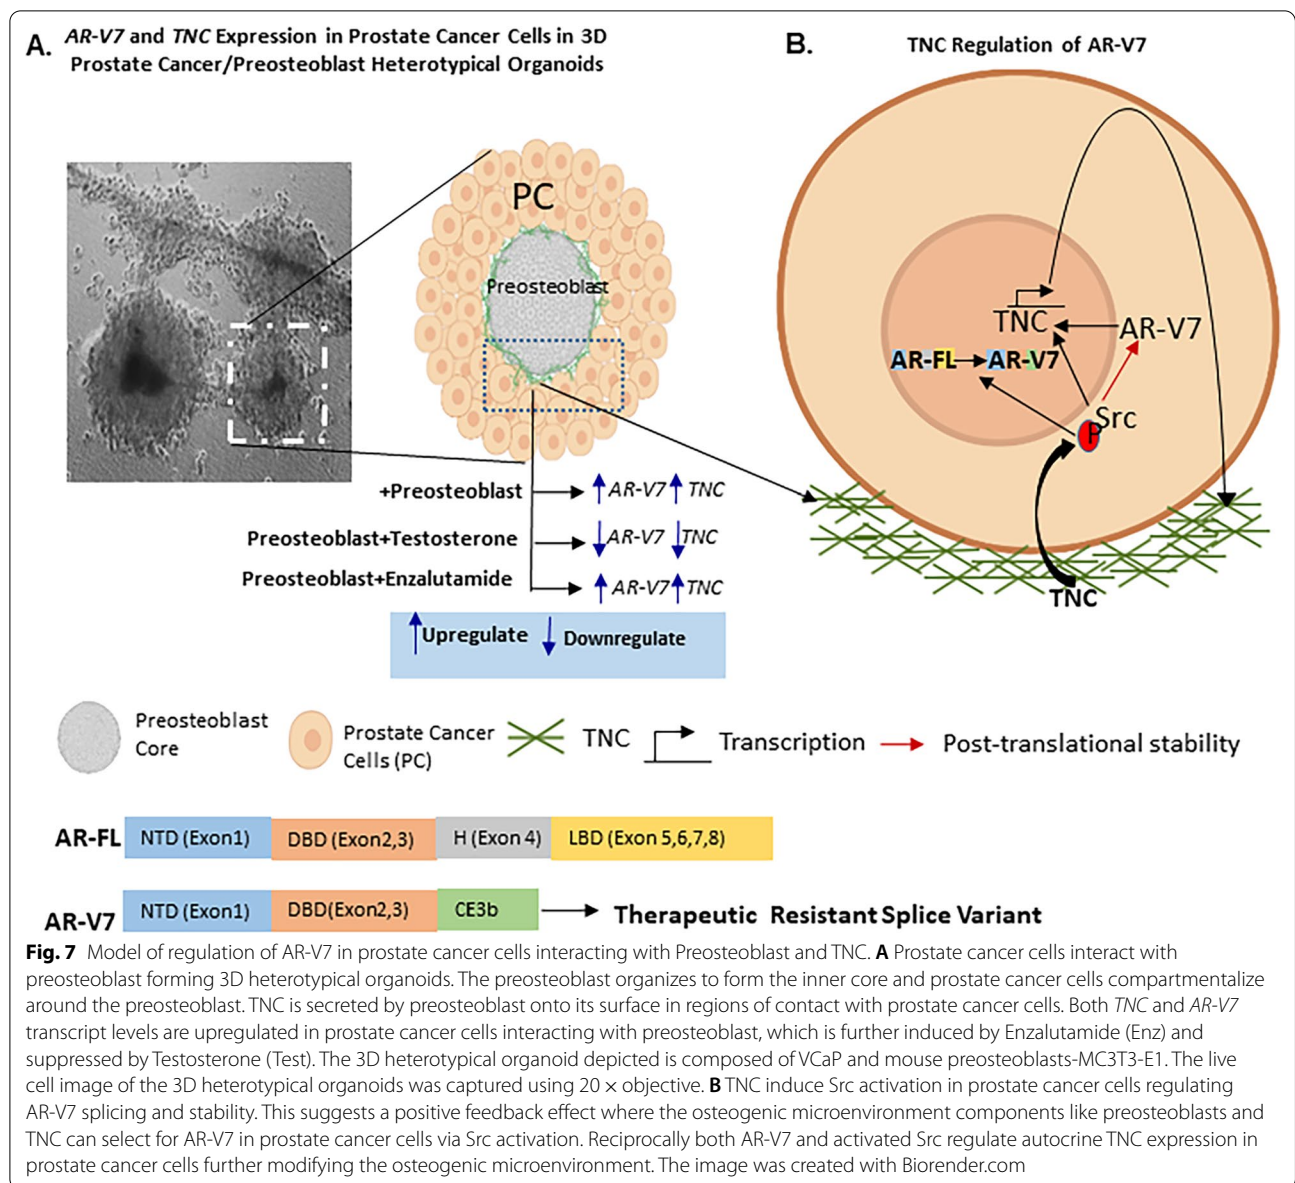 A. AR-V7 and TNC Expression in Prostate Cancer Cells in 3D
Prostate Cancer/Preosteoblast Heterotypical Organoids
PC
Preosteoblast
+Preosteoblast
AR-V7 TNC
Preosteoblast+Testosterone
AR-V7 TNC
Preosteoblast+Enzalutamide
AR-V7 TNC
Upregulate Downregulate
B. TNC Regulation of AR-V7
TNC
AR-V7
AR-FL AR-V7
Src
P
TNC
Preosteoblast
Core
Prostate Cancer
Cells (PC)
TNC
Transcription
Post-translational stability
AR-FL NTD (Exon1) DBD (Exon2,3) H (Exon 4) LBD (Exon 5,6,7,8)
AR-V7 NTD (Exon1) DBD(Exon2,3) CE3b Therapeutic Resistant Splice Variant
Fig. 7 Model of regulation of AR-V7 in prostate cancer cells interacting with Preosteoblast and TNC. A Prostate cancer cells interact with
preosteoblast forming 3D heterotypical organoids. The preosteoblast organizes to form the inner core and prostate cancer cells compartmentalize
around the preosteoblast. TNC is secreted by preosteoblast onto its surface in regions of contact with prostate cancer cells. Both TNC and AR-V7
transcript levels are upregulated in prostate cancer cells interacting with preosteoblast, which is further induced by Enzalutamide (Enz) and
suppressed by Testosterone (Test). The 3D heterotypical organoid depicted is composed of VCaP and mouse preosteoblasts-MC3T3-E1. The live
cell image of the 3D heterotypical organoids was captured using 20 × objective. B TNC induce Src activation in prostate cancer cells regulating
AR-V7 splicing and stability. This suggests a positive feedback effect where the osteogenic microenvironment components like preosteoblasts and
TNC can select for AR-V7 in prostate cancer cells via Src activation. Reciprocally both AR-V7 and activated Src regulate autocrine TNC expression in
prostate cancer cells further modifying the osteogenic microenvironment. The image was created with Biorender.com